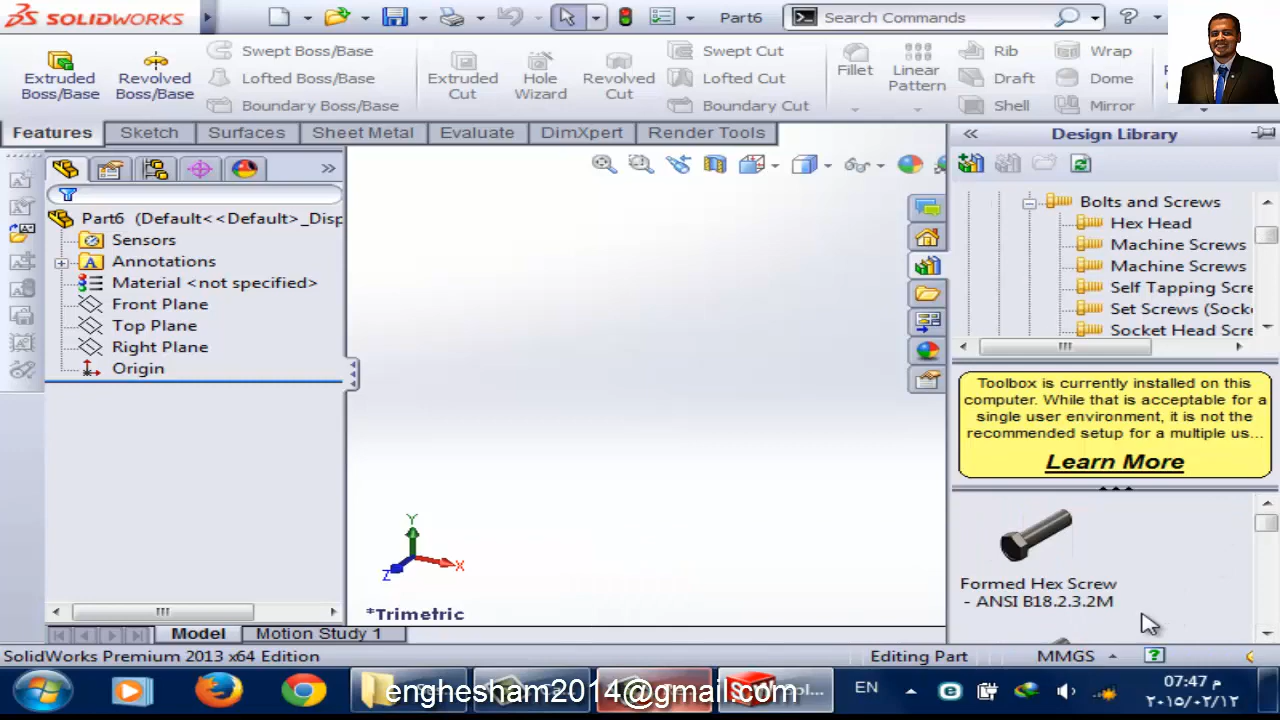 SOLIDWORKS
Part6
Search Commands
Extruded Boss/Base
Revolved Boss/Base
Swept Boss/Base
Lofted Boss/Base
Boundary Boss/Base
Extruded Cut
Hole Wizard
Revolved Cut
Swept Cut
Lofted Cut
Boundary Cut
Fillet
Linear Pattern
Rib
Draft
Shell
Wrap
Dome
Mirror
Features
Sketch
Surfaces
Sheet Metal
Evaluate
DimXpert
Render Tools
Design Library
Part6 (Default<<Default>_Disp
Sensors
Annotations
Material <not specified>
Front Plane
Top Plane
Right Plane
Origin
Bolts and Screws
Hex Head
Machine Screws
Machine Screws
Self Tapping Scre
Set Screws (Sock
Socket Head Scre
Toolbox is currently installed on this
computer. While that is acceptable for a
single user environment, it is not the
recommended setup for a multiple us...
Learn More
Formed Hex Screw
- ANSI B18.2.3.2M
Y
X
Z
*Trimetric
Model
Motion Study 1
SolidWorks Premium 2013 x64 Edition
Editing Part
MMGS
enghesham2014@gmail.com
EN
07:47 م
٢٠١٥/٠٢/١٢